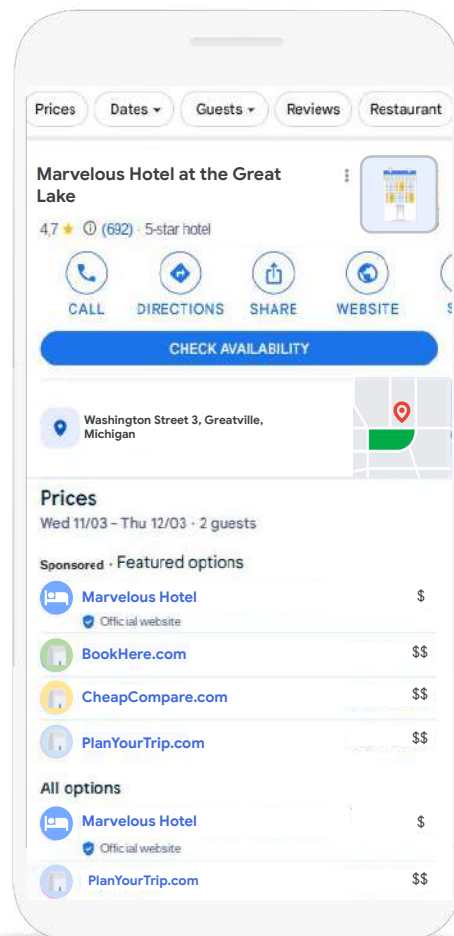 Prices Dates Guests Reviews Restaurant
Marvelous Hotel at the Great
Lake
4,7 (692) · 5-star hotel
CALL DIRECTIONS SHARE WEBSITE
CHECK AVAILABILITY
Washington Street 3, Greatville,
Michigan
Prices
Wed 11/03 – Thu 12/03 · 2 guests
Sponsored · Featured options
Marvelous Hotel $
Official website
BookHere.com $$
CheapCompare.com $$
PlanYourTrip.com $$
All options
Marvelous Hotel $
Official website
PlanYourTrip.com $$